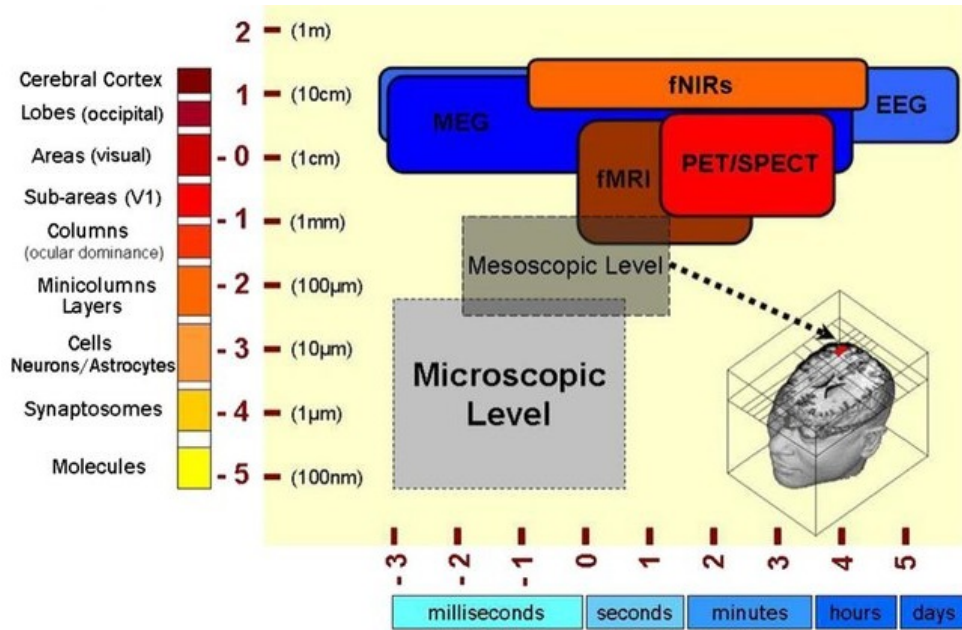 2 (1m)
Cerebral Cortex
1 (10cm)
Lobes (occipital)
- 0 (1cm)
Areas (visual)
Sub-areas (V1)
- 1 (1mm)
Columns
(ocular dominance)
Minicolumns
Layers
- 2 (100µm)
Cells
Neurons/Astrocytes
- 3 (10µm)
Synaptosomes
- 4 (1µm)
Molecules
- 5 (100nm)
fNIRs
MEG
EEG
fMRI
PET/SPECT
Mesoscopic Level
Microscopic
Level
- 3
- 2
- 1
0
1
2
3
4
5
milliseconds
seconds
minutes
hours
days